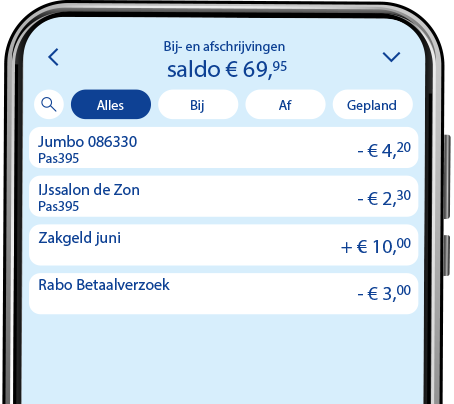 Bij- en afschrijvingen
saldo € 69,95
Alles Bij Af Gepland
Jumbo 086330
Pas395
- € 4,20
IJssalon de Zon
Pas395
- € 2,30
Zakgeld juni
+ € 10,00
Rabo Betaalverzoek
- € 3,00